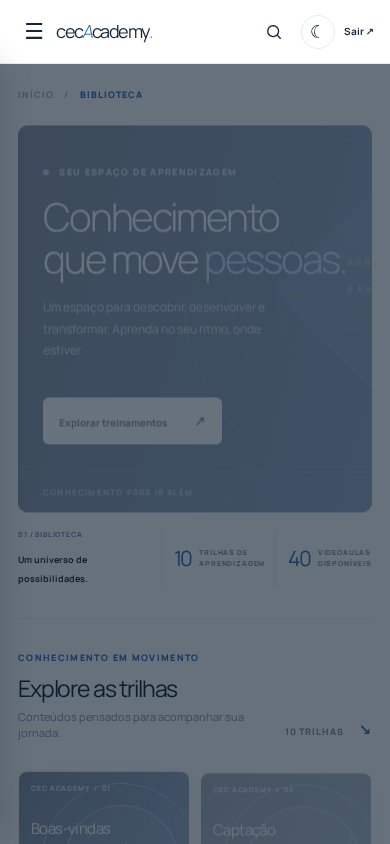 ☰ cecAcademy. ☾ Sair ↗
INÍCIO / BIBLIOTECA
SEU ESPAÇO DE APRENDIZAGEM
Conhecimento
que move pessoas.
APR
E EV
Um espaço para descobrir, desenvolver e
transformar. Aprenda no seu ritmo, onde
estiver.
Explorar treinamentos ↗
CONHECIMENTO PARA IR ALÉM
01 / BIBLIOTECA
Um universo de
possibilidades.
10 TRILHAS DE
APRENDIZAGEM
40 VIDEOAULAS
DISPONÍVEIS
CONHECIMENTO EM MOVIMENTO
Explore as trilhas
Conteúdos pensados para acompanhar sua
jornada.
10 TRILHAS ↘
CEC ACADEMY / 01
Boas-vindas
CEC ACADEMY / 02
Captação